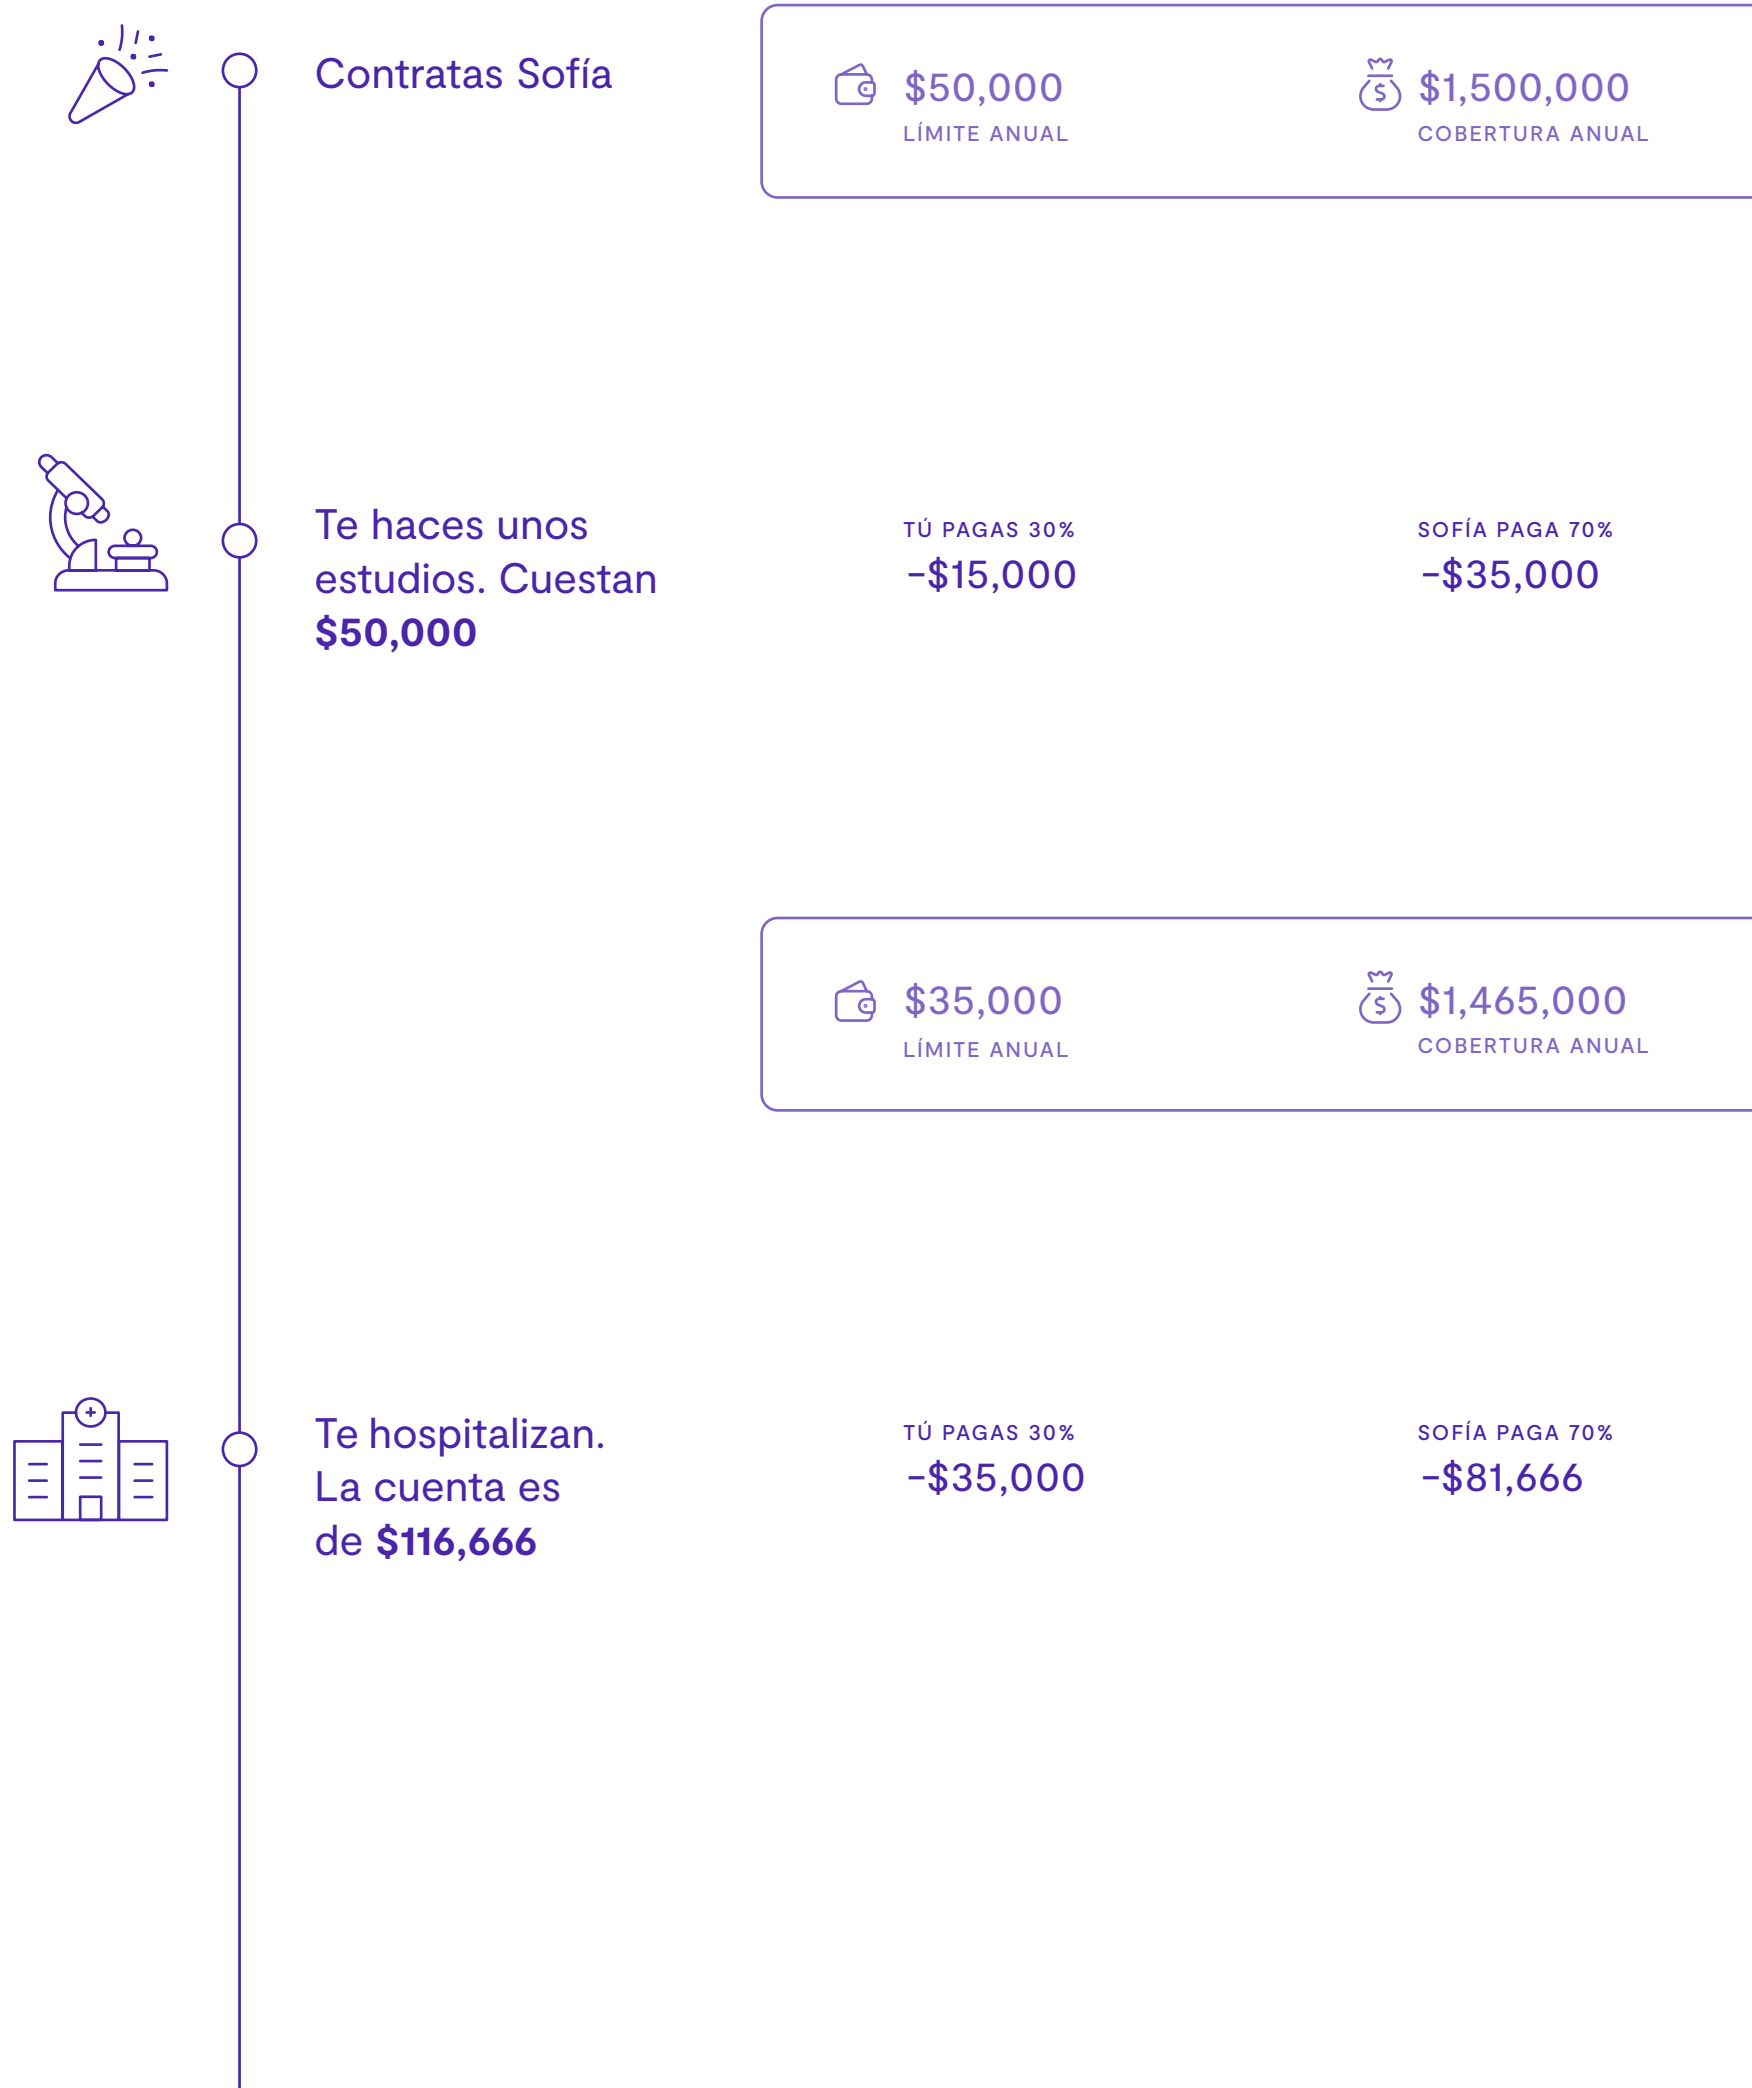 Contratas Sofía
$50,000
LÍMITE ANUAL
$1,500,000
COBERTURA ANUAL
Te haces unos
estudios. Cuestan
$50,000
TÚ PAGAS 30%
–$15,000
SOFÍA PAGA 70%
–$35,000
$35,000
LÍMITE ANUAL
$1,465,000
COBERTURA ANUAL
Te hospitalizan.
La cuenta es
de $116,666
TÚ PAGAS 30%
–$35,000
SOFÍA PAGA 70%
–$81,666